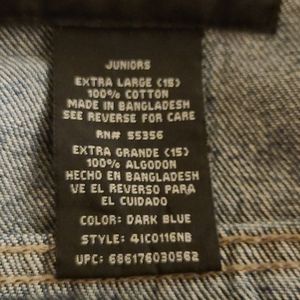 JUNIORS
EXTRA LARGE (15)
100% COTTON
MADE IN BANGLADESH
SEE REVERSE FOR CARE
RN# 55356
EXTRA GRANDE (15)
100% ALGODON
HECHO EN BANGLADESH
VE EL REVERSO PARA
EL CUIDADO
COLOR: DARK BLUE
STYLE: 41C0116NB
UPC: 686176030562